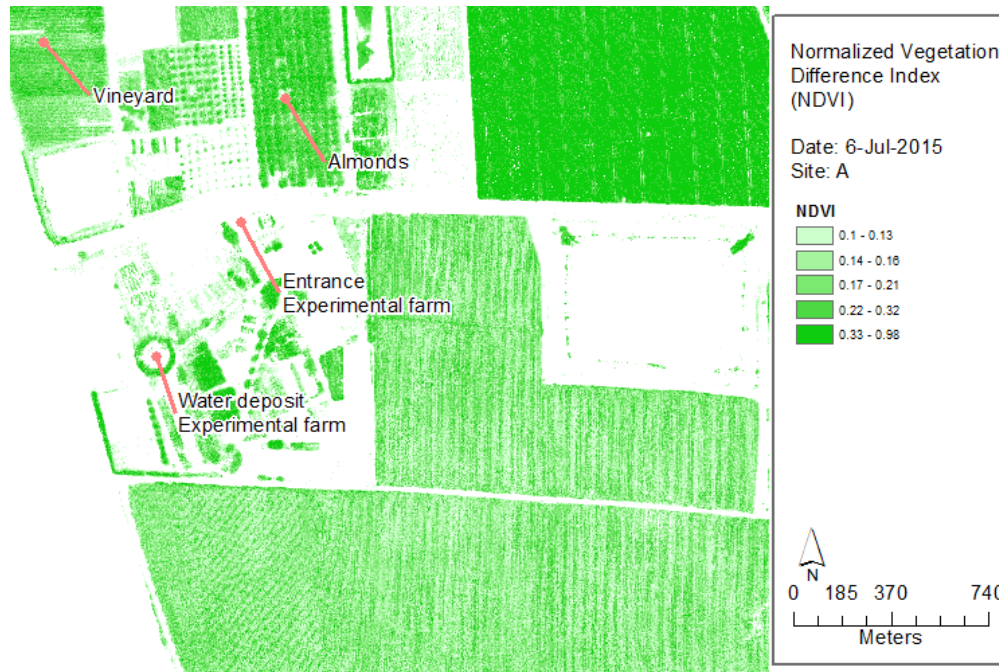 Vineyard
Almonds
Entrance
Experimental farm
Water deposit
Experimental farm
Normalized Vegetation
Difference Index
(NDVI)
Date: 6-Jul-2015
Site: A
NDVI
0.1 - 0.13
0.14 - 0.16
0.17 - 0.21
0.22 - 0.32
0.33 - 0.98
N
0 185 370 740
Meters